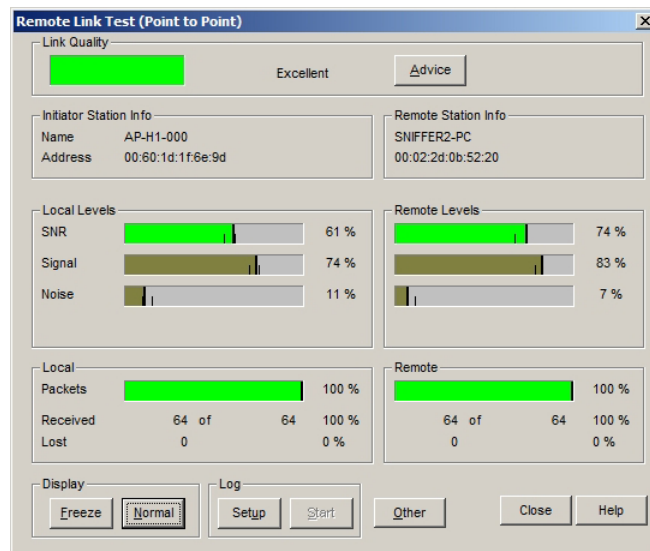 Remote Link Test (Point to Point)
Link Quality
Excellent
Advice
Initiator Station Info
Name AP-H1-000
Address 00:60:1d:1f:6e:9d
Remote Station Info
SNIFFER2-PC
00:02:2d:0b:52:20
Local Levels
SNR 61 %
Signal 74 %
Noise 11 %
Remote Levels
74 %
83 %
7 %
Local
Packets 100 %
Received 64 of 64 100 %
Lost 0 0 %
Remote
100 %
64 of 64 100 %
0 0 %
Display
Freeze Normal
Log
Setup Start
Other
Close
Help